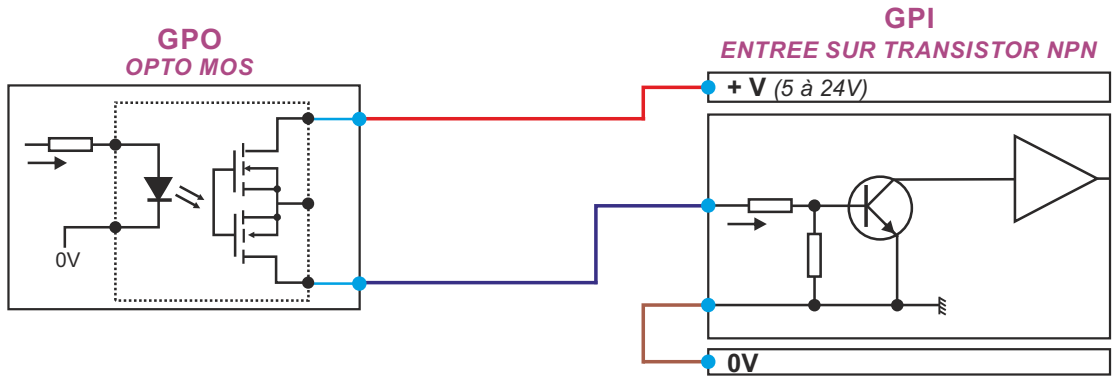 GPO
OPTO MOS
0V
GPI
ENTREE SUR TRANSISTOR NPN
+ V (5 à 24V)
0V